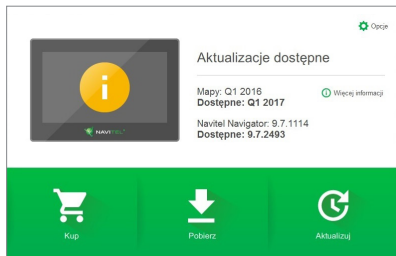 Opcje
Aktualizacje dostępne
Mapy: Q1 2016
Dostępne: Q1 2017
Więcej informacji
Navitel Navigator: 9.7.1114
Dostępne: 9.7.2493
NAVITEL
Kup
Pobierz
Aktualizuj